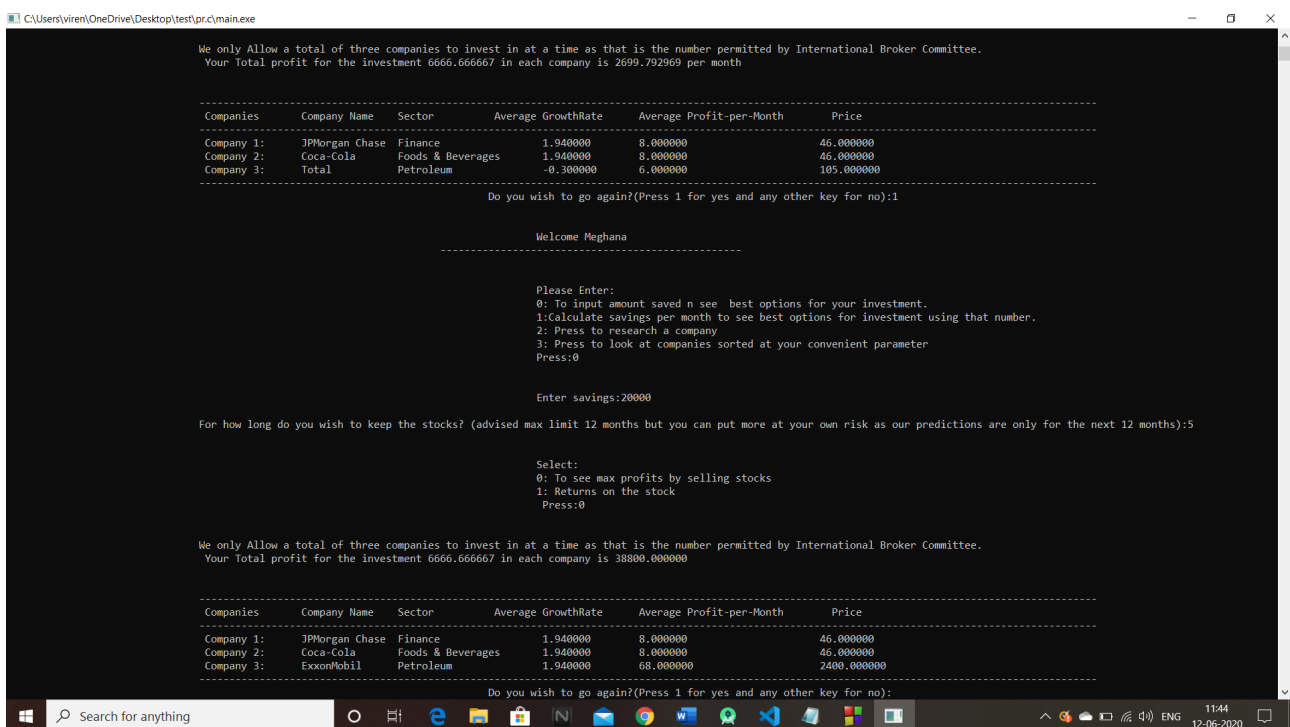 C:\Users\viren\OneDrive\Desktop\test\pr.c\main.exe
We only Allow a total of three companies to invest in at a time as that is the number permitted by International Broker Committee.
Your Total profit for the investment 6666.666667 in each company is 2699.792969 per month
Companies Company Name Sector Average GrowthRate Average Profit-per-Month Price
Company 1: JPMorgan Chase Finance 1.940000 8.000000 46.000000
Company 2: Coca-Cola Foods & Beverages 1.940000 8.000000 46.000000
Company 3: Total Petroleum -0.300000 6.000000 105.000000
Do you wish to go again?(Press 1 for yes and any other key for no):1
Welcome Meghana
Please Enter:
0: To input amount saved n see  best options for your investment.
1:Calculate savings per month to see best options for investment using that number.
2: Press to research a company
3: Press to look at companies sorted at your convenient parameter
Press:0
Enter savings:20000
For how long do you wish to keep the stocks? (advised max limit 12 months but you can put more at your own risk as our predictions are only for the next 12 months):5
Select:
0: To see max profits by selling stocks
1: Returns on the stock
Press:0
We only Allow a total of three companies to invest in at a time as that is the number permitted by International Broker Committee.
Your Total profit for the investment 6666.666667 in each company is 38800.000000
Companies Company Name Sector Average GrowthRate Average Profit-per-Month Price
Company 1: JPMorgan Chase Finance 1.940000 8.000000 46.000000
Company 2: Coca-Cola Foods & Beverages 1.940000 8.000000 46.000000
Company 3: ExxonMobil Petroleum 1.940000 68.000000 2400.000000
Do you wish to go again?(Press 1 for yes and any other key for no):
Search for anything
ENG
11:44
12-06-2020